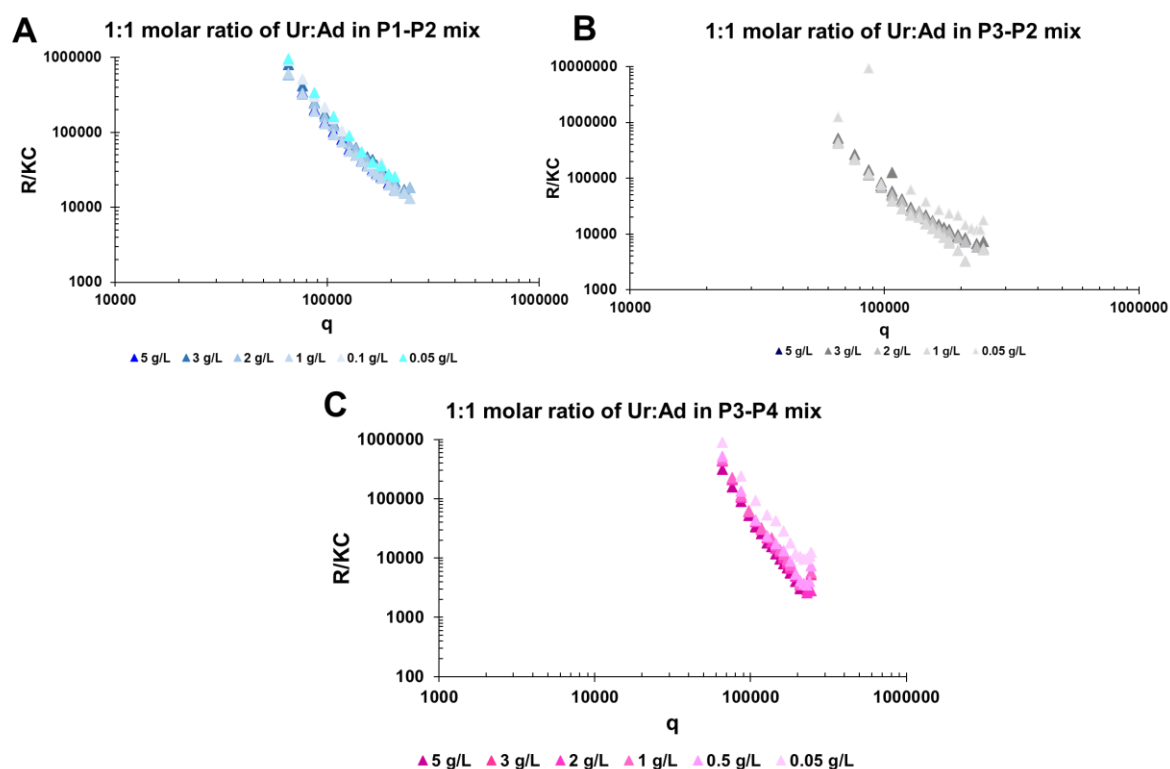 A
1:1 molar ratio of Ur:Ad in P1-P2 mix
1000000
100000
10000
1000
R/KC
10000 100000 1000000
q
5 g/L 3 g/L 2 g/L 1 g/L 0.1 g/L 0.05 g/L
B
1:1 molar ratio of Ur:Ad in P3-P2 mix
10000000
1000000
100000
10000
1000
R/KC
10000 100000 1000000
q
5 g/L 3 g/L 2 g/L 1 g/L 0.05 g/L
C
1:1 molar ratio of Ur:Ad in P3-P4 mix
1000000
100000
10000
1000
100
R/KC
1000 10000 100000 1000000
q
5 g/L 3 g/L 2 g/L 1 g/L 0.5 g/L 0.05 g/L